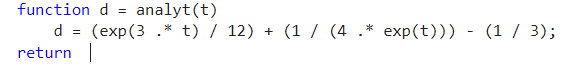 function d = analyt(t)
d = (exp(3 .* t) / 12) + (1 / (4 .* exp(t))) - (1 / 3);
return